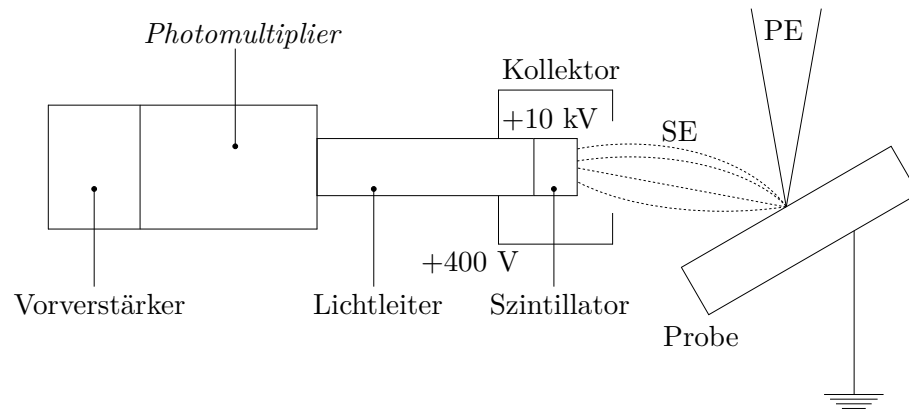 Photomultiplier
PE
Kollektor
+10 kV
SE
+400 V
Vorverstärker
Lichtleiter
Szintillator
Probe